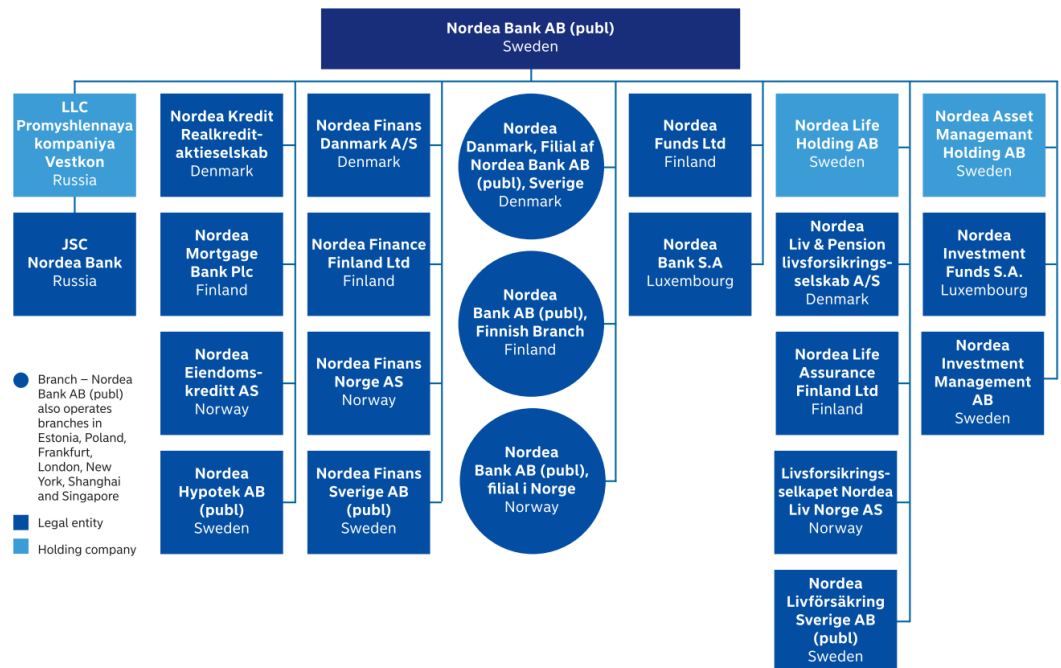 Nordea Bank AB (publ)
Sweden
LLC
Promyshlennaya
kompaniya
Vestkon
Russia
JSC
Nordea Bank
Russia
Nordea Kredit
Realkredit-
aktieselskab
Denmark
Nordea
Mortgage
Bank Plc
Finland
Nordea
Eiendoms-
kreditt AS
Norway
Nordea
Hypotek AB
(publ)
Sweden
Nordea Finans
Danmark A/S
Denmark
Nordea Finance
Finland Ltd
Finland
Nordea Finans
Norge AS
Norway
Nordea Finans
Sverige AB
(publ)
Sweden
Nordea
Danmark, Filial af
Nordea Bank AB
(publ), Sverige
Denmark
Nordea
Bank AB (publ),
Finnish Branch
Finland
Nordea
Bank AB (publ),
filial i Norge
Norway
Nordea
Funds Ltd
Finland
Nordea
Bank S.A
Luxembourg
Nordea Life
Holding AB
Sweden
Nordea
Liv & Pension
livsforsikrings-
selskab A/S
Denmark
Nordea Life
Assurance
Finland Ltd
Finland
Livsforsikrings-
selkapet Nordea
Liv Norge AS
Norway
Nordea
Livförsäkring
Sverige AB
(publ)
Sweden
Nordea Asset
Managemant
Holding AB
Sweden
Nordea
Investment
Funds S.A.
Luxembourg
Nordea
Investment
Management
AB
Sweden
Branch – Nordea
Bank AB (publ)
also operates
branches in
Estonia, Poland,
Frankfurt,
London, New
York, Shanghai
and Singapore
Legal entity
Holding company